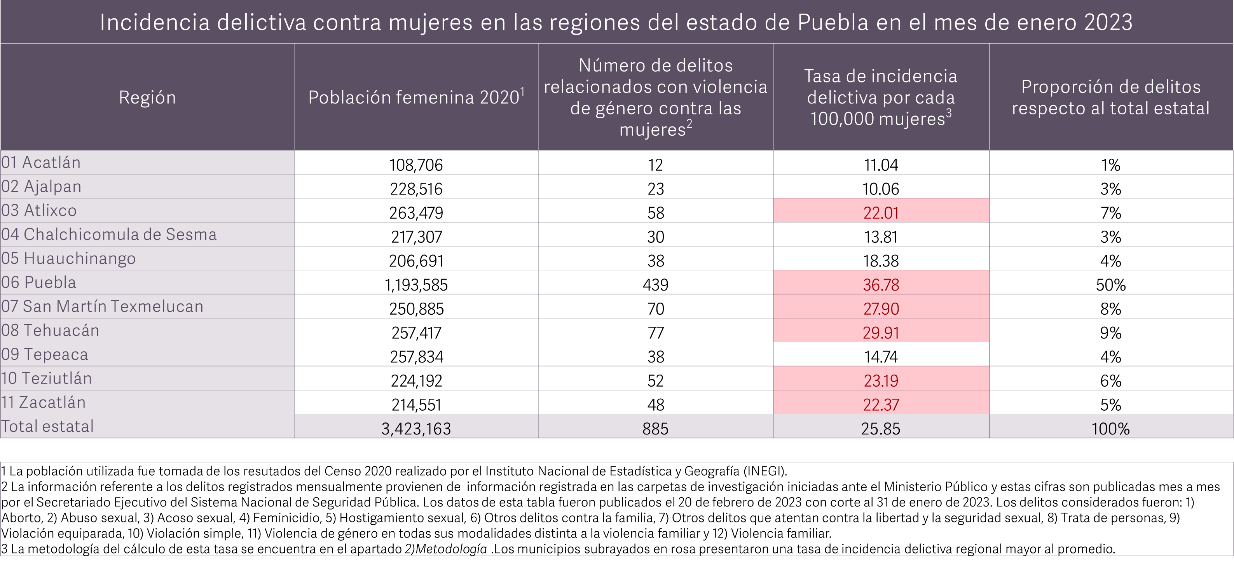 Incidencia delictiva contra mujeres en las regiones del estado de Puebla en el mes de enero 2023
Región Población femenina 2020¹ Número de delitos relacionados con violencia de género contra las mujeres² Tasa de incidencia delictiva por cada 100,000 mujeres³ Proporción de delitos respecto al total estatal
01 Acatlán 108,706 12 11.04 1%
02 Ajalpan 228,516 23 10.06 3%
03 Atlixco 263,479 58 22.01 7%
04 Chalchicomula de Sesma 217,307 30 13.81 3%
05 Huauchinango 206,691 38 18.38 4%
06 Puebla 1,193,585 439 36.78 50%
07 San Martín Texmelucan 250,885 70 27.90 8%
08 Tehuacán 257,417 77 29.91 9%
09 Tepeaca 257,834 38 14.74 4%
10 Teziutlán 224,192 52 23.19 6%
11 Zacatlán 214,551 48 22.37 5%
Total estatal 3,423,163 885 25.85 100%
1 La población utilizada fue tomada de los resutados del Censo 2020 realizado por el Instituto Nacional de Estadística y Geografía (INEGI).
2 La información referente a los delitos registrados mensualmente provienen de información registrada en las carpetas de investigación iniciadas ante el Ministerio Público y estas cifras son publicadas mes a mes
por el Secretariado Ejecutivo del Sistema Nacional de Seguridad Pública. Los datos de esta tabla fueron publicados el 20 de febrero de 2023 con corte al 31 de enero de 2023. Los delitos considerados fueron: 1)
Aborto, 2) Abuso sexual, 3) Acoso sexual, 4) Feminicidio, 5) Hostigamiento sexual, 6) Otros delitos contra la familia, 7) Otros delitos que atentan contra la libertad y la seguridad sexual, 8) Trata de personas, 9)
Violación equiparada, 10) Violación simple, 11) Violencia de género en todas sus modalidades distinta a la violencia familiar y 12) Violencia familiar.
3 La metodología del cálculo de esta tasa se encuentra en el apartado 2)Metodología .Los municipios subrayados en rosa presentaron una tasa de incidencia delictiva regional mayor al promedio.